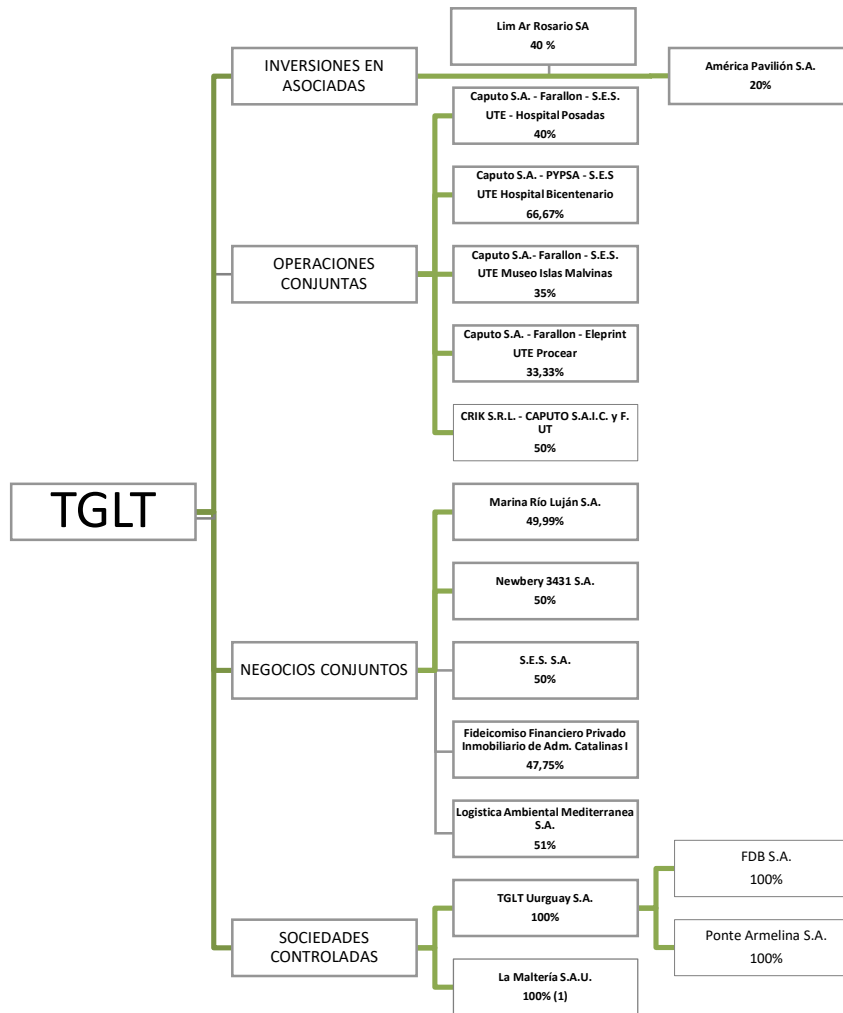 Lim Ar Rosario SA
40 %
INVERSIONES EN
ASOCIADAS
América Pavilión S.A.
20%
Caputo S.A. - Farallon - S.E.S.
UTE - Hospital Posadas
40%
Caputo S.A. - PYPSA - S.E.S
UTE Hospital Bicentenario
66,67%
OPERACIONES
CONJUNTAS
Caputo S.A.- Farallon - S.E.S.
UTE Museo Islas Malvinas
35%
Caputo S.A. - Farallon - Eleprint
UTE Procear
33,33%
CRIK S.R.L. - CAPUTO S.A.I.C. y F.
UT
50%
TGLT
Marina Río Luján S.A.
49,99%
Newbery 3431 S.A.
50%
NEGOCIOS CONJUNTOS
S.E.S. S.A.
50%
Fideicomiso Financiero Privado
Inmobiliario de Adm. Catalinas I
47,75%
Logistica Ambiental Mediterranea
S.A.
51%
FDB S.A.
100%
TGLT Uurguay S.A.
100%
SOCIEDADES
CONTROLADAS
Ponte Armelina S.A.
100%
La Maltería S.A.U.
100% (1)